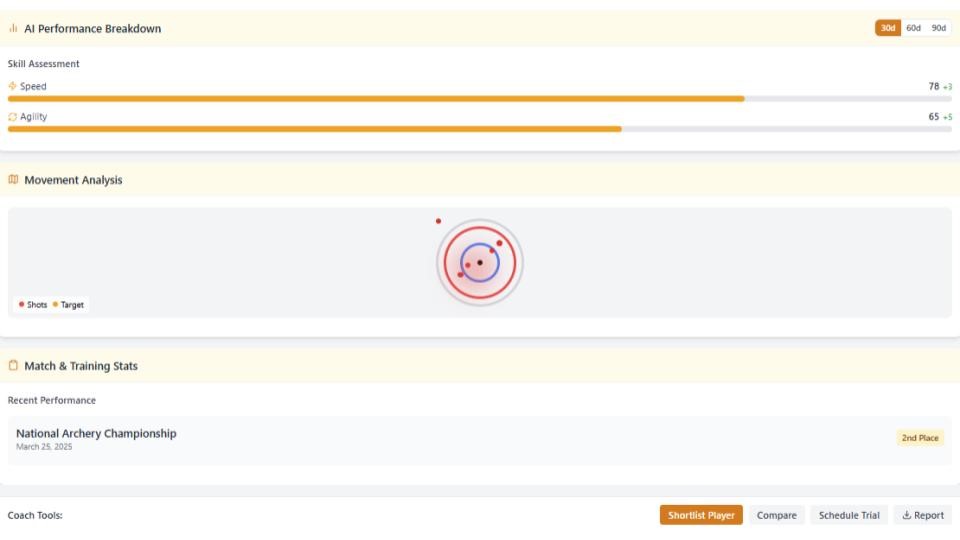 AI Performance Breakdown
30d 60d 90d
Skill Assessment
Speed
78 +3
Agility
65 +5
Movement Analysis
Shots Target
Match & Training Stats
Recent Performance
National Archery Championship
March 25, 2025
2nd Place
Coach Tools:
Shortlist Player
Compare
Schedule Trial
Report